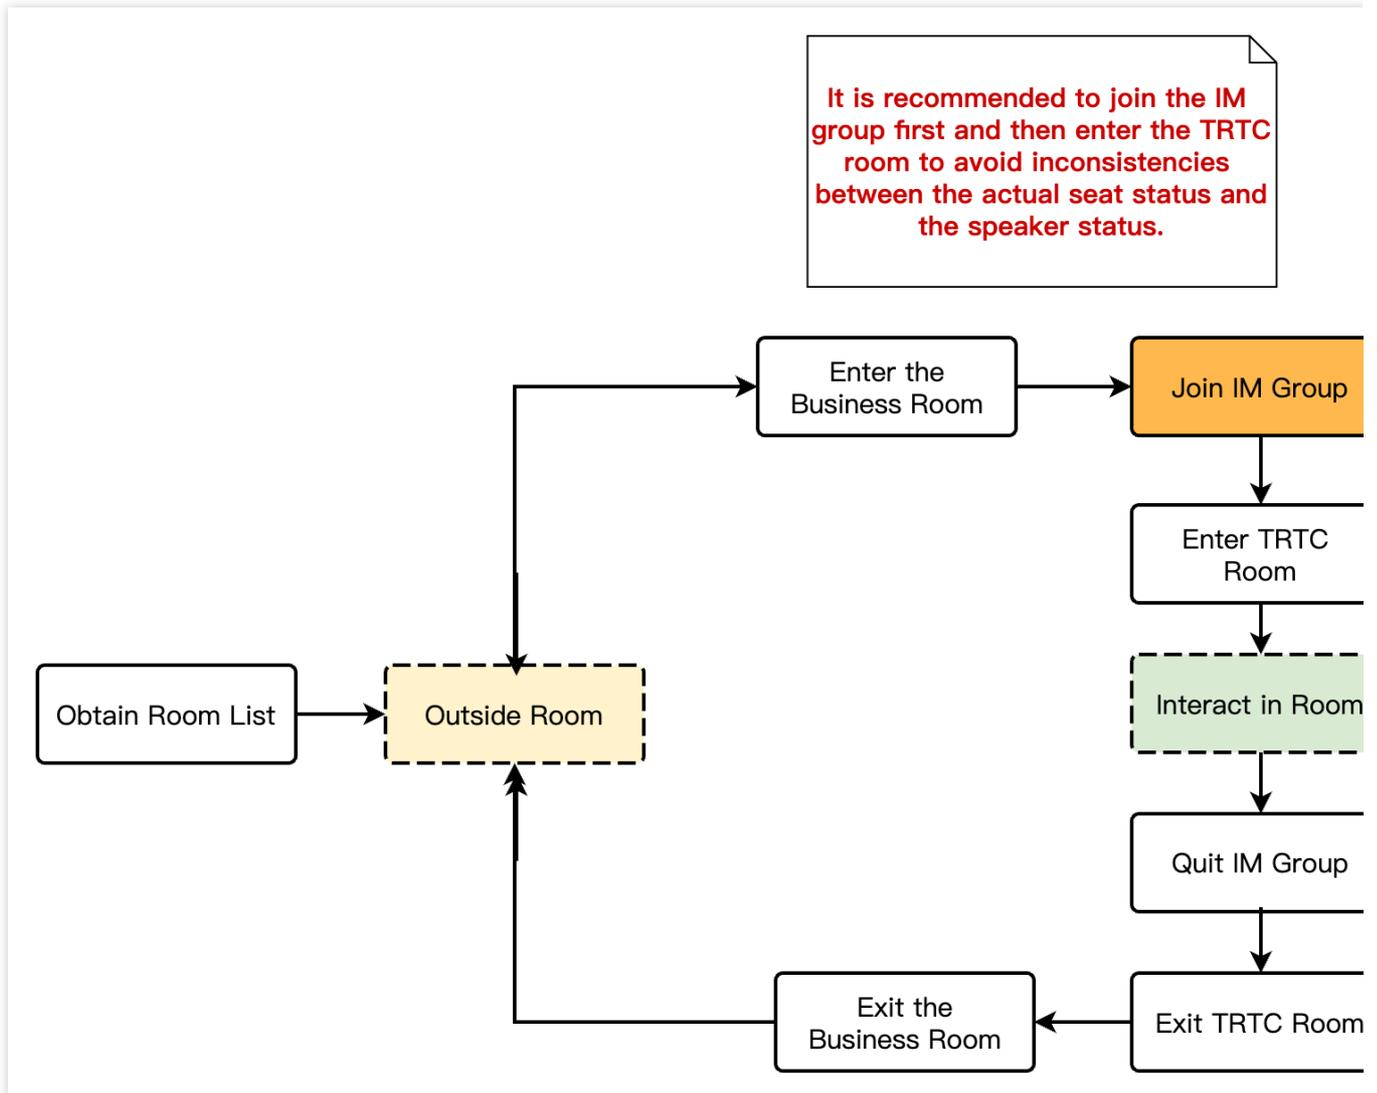 It is recommended to join the IM
group first and then enter the TRTC
room to avoid inconsistencies
between the actual seat status and
the speaker status.
Enter the
Business Room
Join IM Group
Enter TRTC
Room
Obtain Room List
Outside Room
Interact in Room
Quit IM Group
Exit the
Business Room
Exit TRTC Room